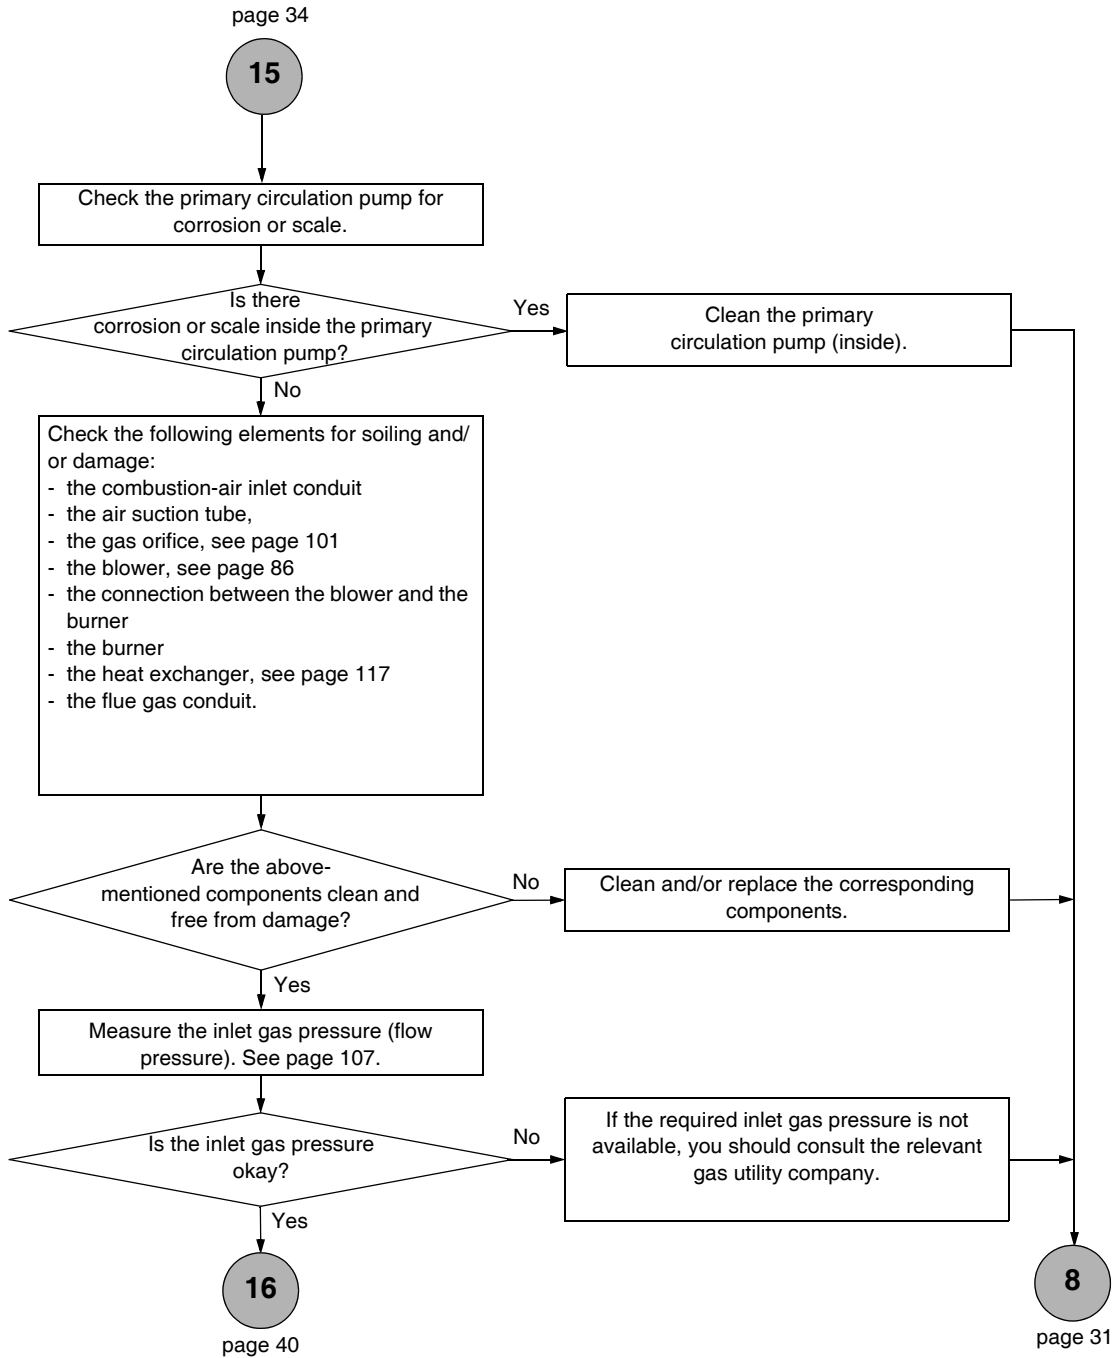 page 34
15
Check the primary circulation pump for
corrosion or scale.
Is there
corrosion or scale inside the primary
circulation pump?
Yes
Clean the primary
circulation pump (inside).
No
Check the following elements for soiling and/
or damage:
- the combustion-air inlet conduit
- the air suction tube,
- the gas orifice, see page 101
- the blower, see page 86
- the connection between the blower and the
burner
- the burner
- the heat exchanger, see page 117
- the flue gas conduit.
Are the above-
mentioned components clean and
free from damage?
No
Clean and/or replace the corresponding
components.
Yes
Measure the inlet gas pressure (flow
pressure). See page 107.
Is the inlet gas pressure
okay?
No
If the required inlet gas pressure is not
available, you should consult the relevant
gas utility company.
Yes
16
page 40
8
page 31